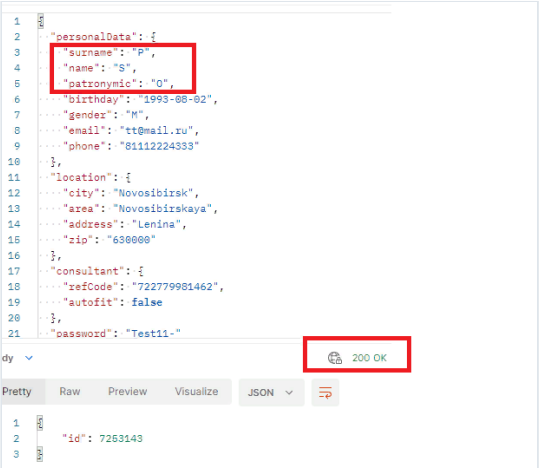 1 {
2 "personalData": {
3 "surname": "P",
4 "name": "S",
5 "patronymic": "O",
6 "birthday": "1993-08-02",
7 "gender": "M",
8 "email": "tt@mail.ru",
9 "phone": "81112224333"
10 },
11 "location": {
12 "city": "Novosibirsk",
13 "area": "Novosibirskaya",
14 "address": "Lenina",
15 "zip": "630000"
16 },
17 "consultant": {
18 "refCode": "722779981462",
19 "autofit": false
20 },
21 "password": "Test11-"
dy 200 OK
Pretty Raw Preview Visualize JSON
1 {
2 "id": 7253143
3 }